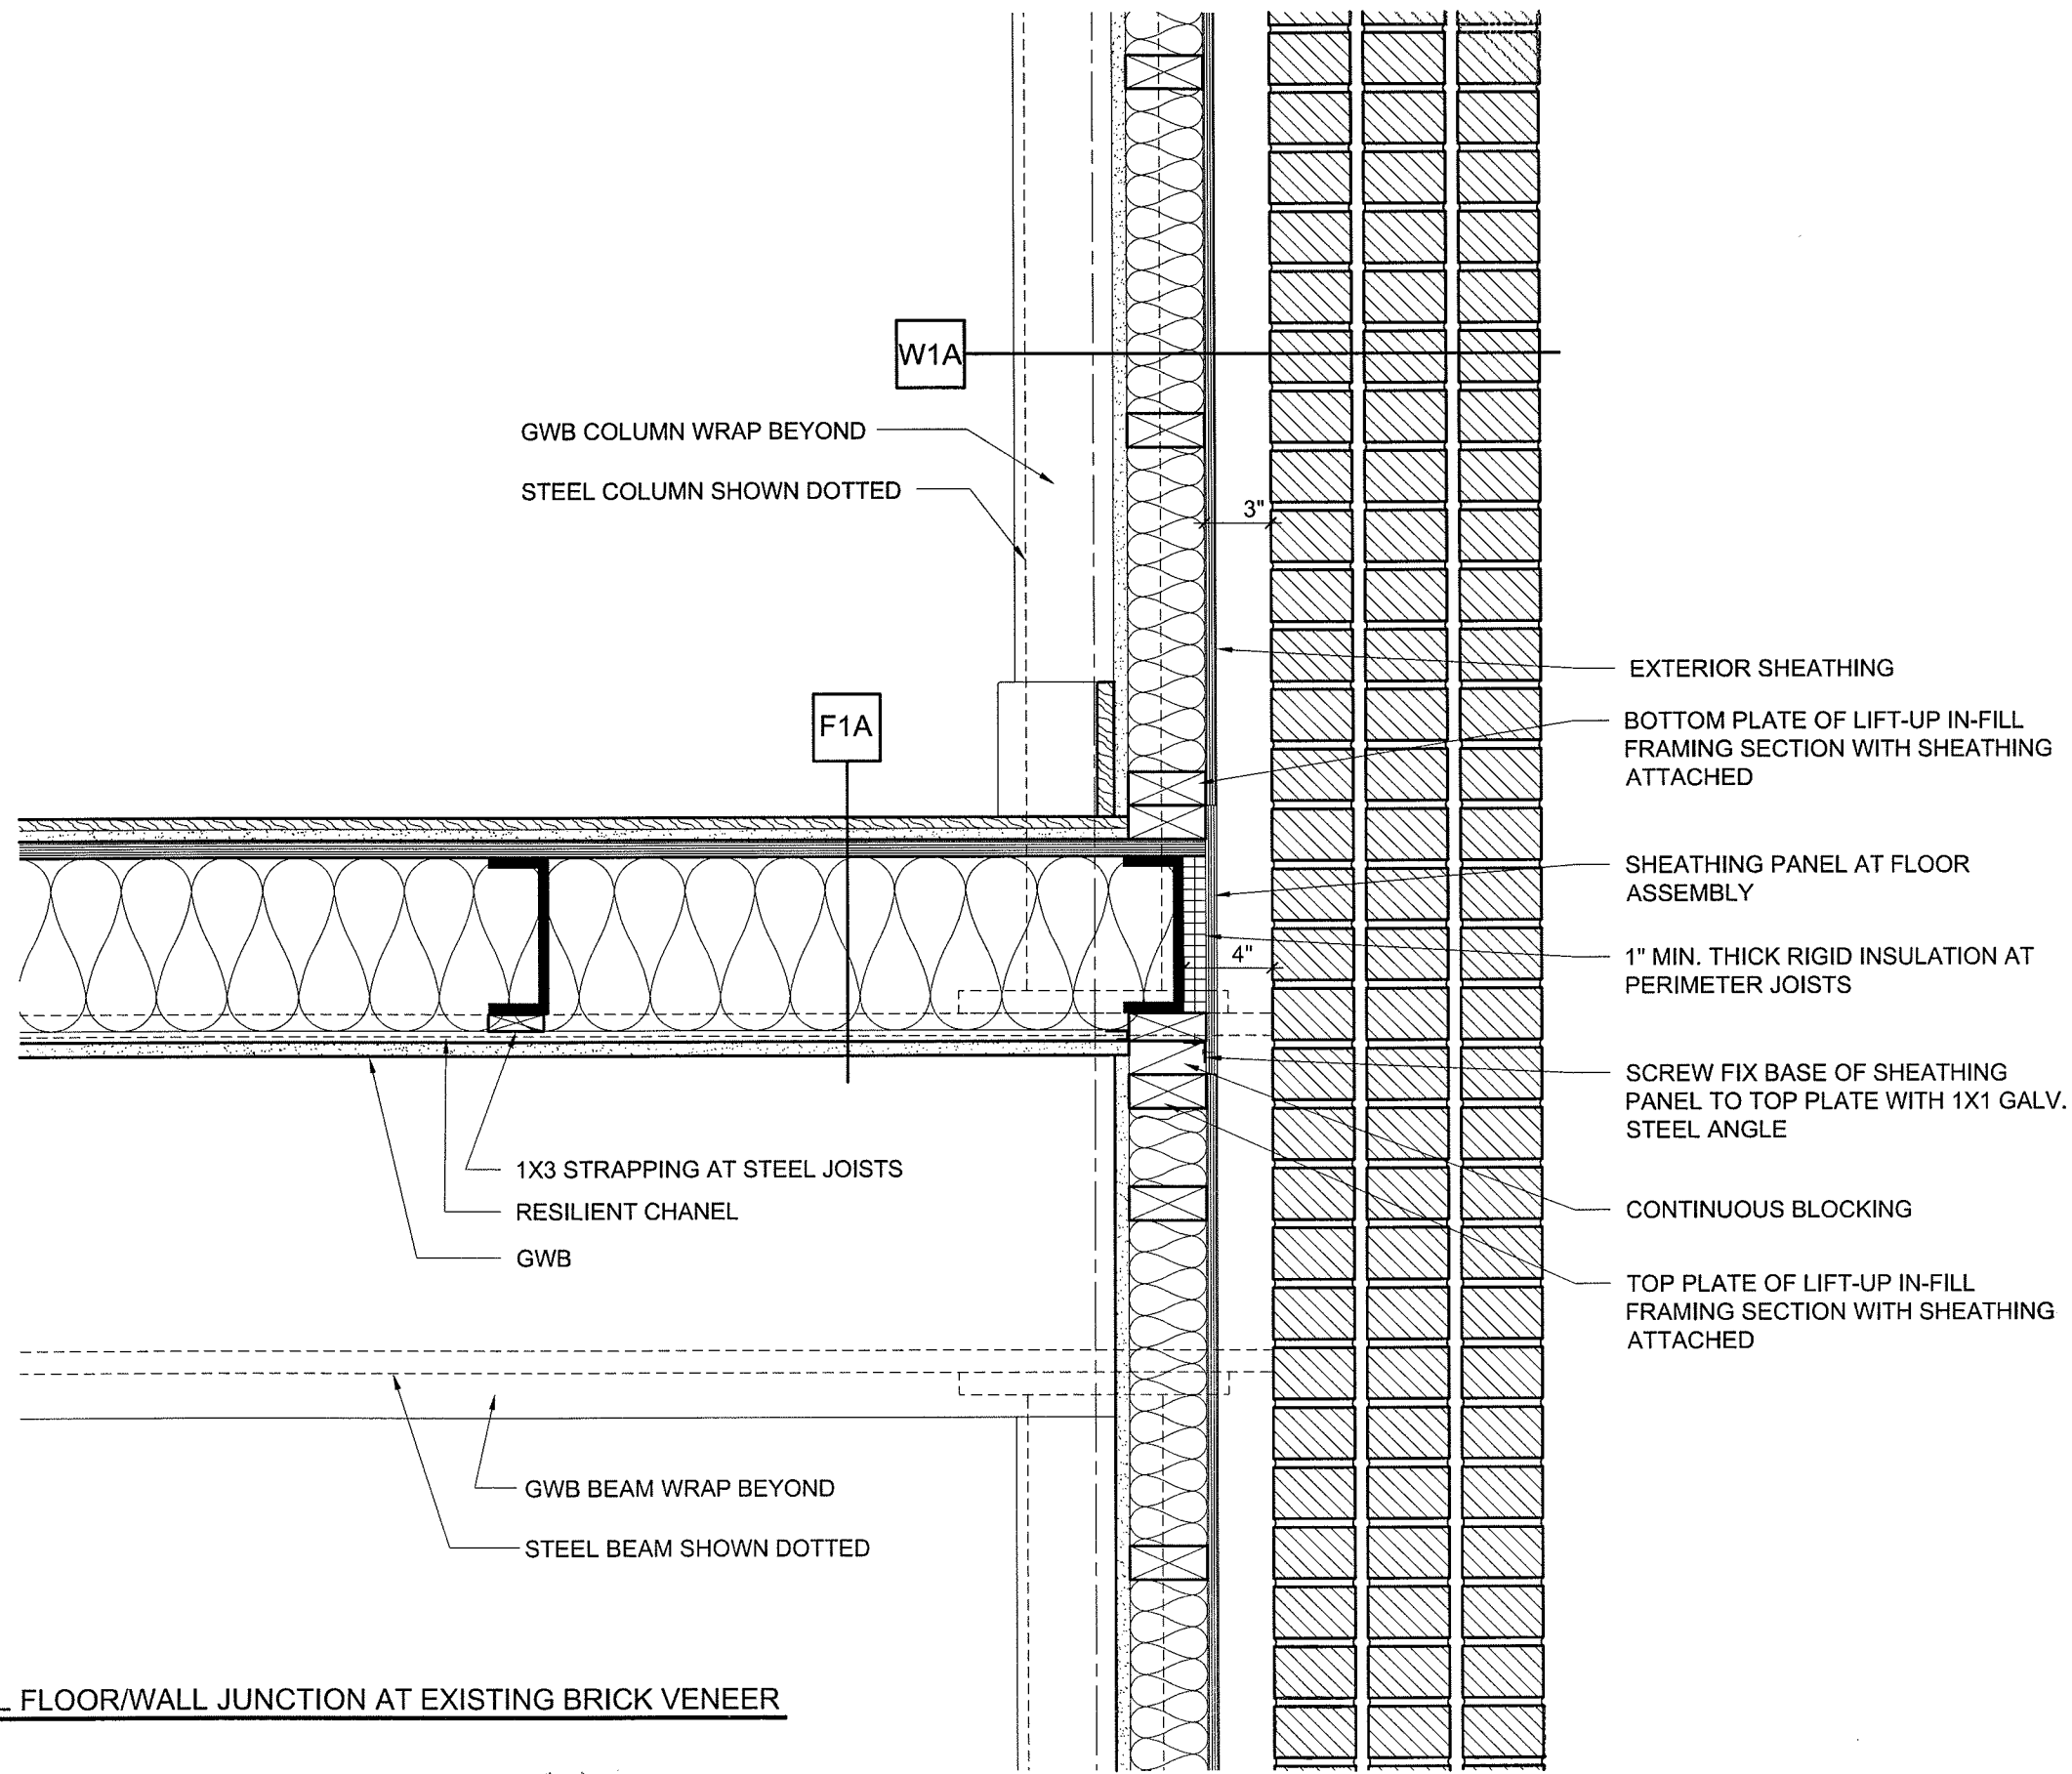 W1A
GWB COLUMN WRAP BEYOND
STEEL COLUMN SHOWN DOTTED
3"
EXTERIOR SHEATHING
BOTTOM PLATE OF LIFT-UP IN-FILL
FRAMING SECTION WITH SHEATHING
ATTACHED
F1A
SHEATHING PANEL AT FLOOR
ASSEMBLY
4"
1" MIN. THICK RIGID INSULATION AT
PERIMETER JOISTS
SCREW FIX BASE OF SHEATHING
PANEL TO TOP PLATE WITH 1X1 GALV.
STEEL ANGLE
1X3 STRAPPING AT STEEL JOISTS
RESILIENT CHANEL
GWB
CONTINUOUS BLOCKING
TOP PLATE OF LIFT-UP IN-FILL
FRAMING SECTION WITH SHEATHING
ATTACHED
GWB BEAM WRAP BEYOND
STEEL BEAM SHOWN DOTTED
FLOOR/WALL JUNCTION AT EXISTING BRICK VENEER